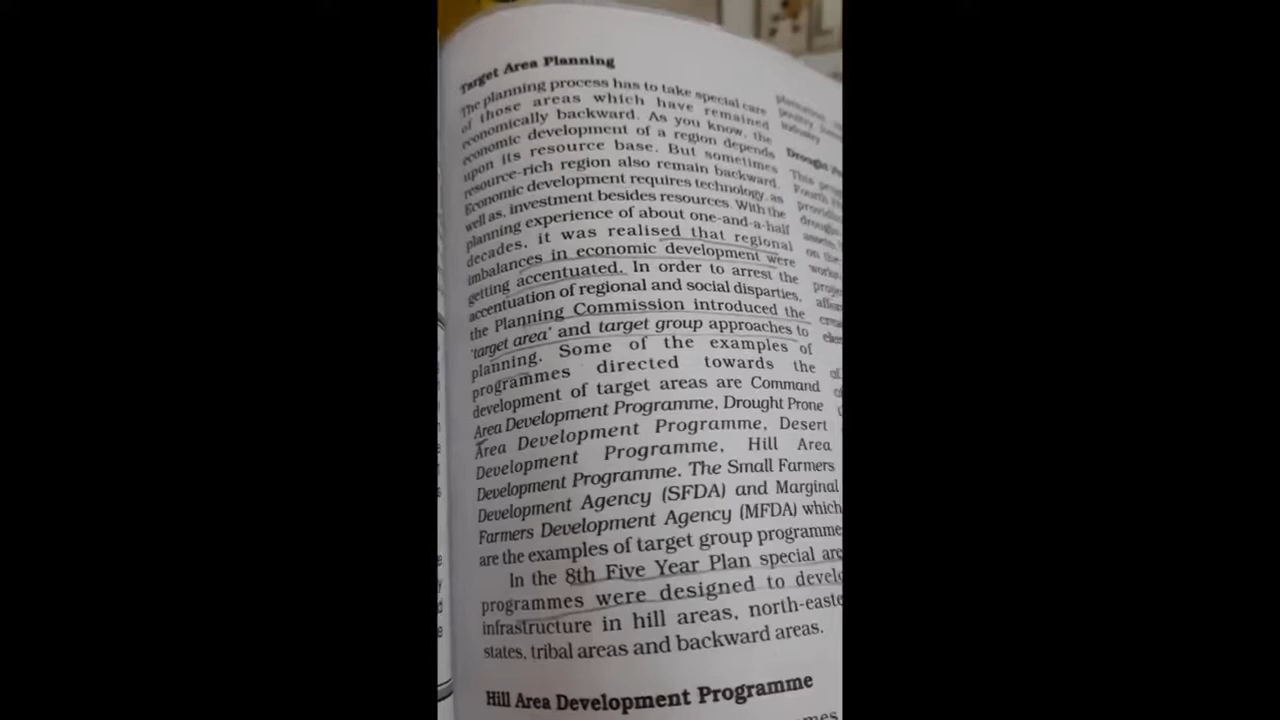 Target Area Planning
The planning process has to take special care
of those areas which have remained
economically backward. As you know, the
economic development of a region depends
upon its resource base. But sometimes
resource-rich region also remain backward.
Economic development requires technology, as
well as, investment besides resources. With the
planning experience of about one-and-a-half
decades, it was realised that regional
imbalances in economic development were
getting accentuated. In order to arrest the
accentuation of regional and social disparties,
the Planning Commission introduced the
'target area' and target group approaches to
planning. Some of the examples of
programmes directed towards the
development of target areas are Command
Area Development Programme, Drought Prone
Area Development Programme, Desert
Development Programme, Hill Area
Development Programme. The Small Farmers
Development Agency (SFDA) and Marginal
Farmers Development Agency (MFDA) which
are the examples of target group programme
In the 8th Five Year Plan special are
programmes were designed to develo
infrastructure in hill areas, north-easte
states, tribal areas and backward areas.
Hill Area Development Programme
Drought
This
Fourth
on the